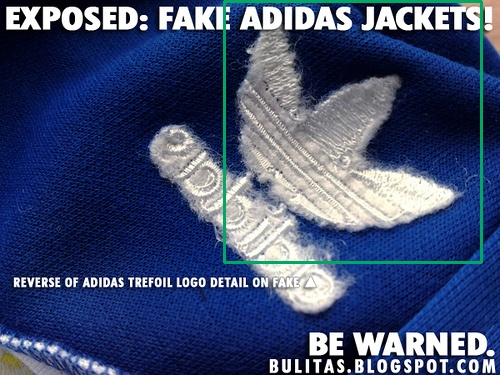 EXPOSED: FAKE ADIDAS JACKETS!
REVERSE OF ADIDAS TREFOIL LOGO DETAIL ON FAKE △
BE WARNED.
BULITAS.BLOGSPOT.COM